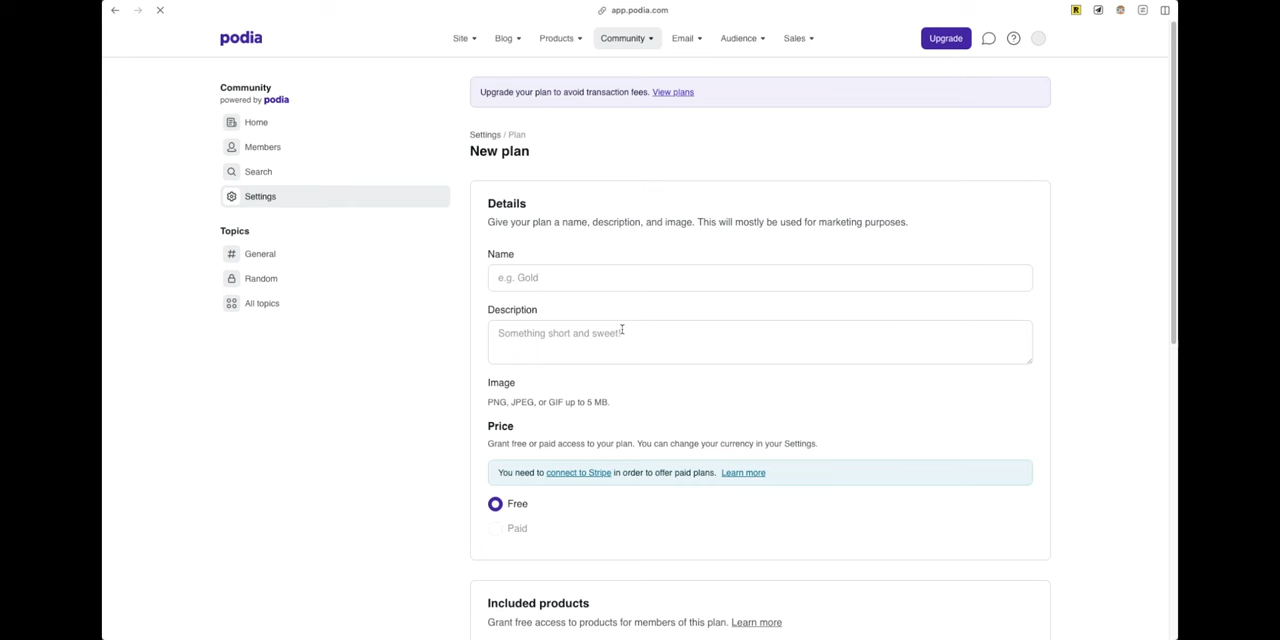 app.podia.com
podia
Site
Blog
Products
Community
Email
Audience
Sales
Upgrade
Community
powered by podia
Home
Members
Search
Settings
Topics
General
Random
All topics
Upgrade your plan to avoid transaction fees. View plans
Settings / Plan
New plan
Details
Give your plan a name, description, and image. This will mostly be used for marketing purposes.
Name
e.g. Gold
Description
Something short and sweet!
Image
PNG, JPEG, or GIF up to 5 MB.
Price
Grant free or paid access to your plan. You can change your currency in your Settings.
You need to connect to Stripe in order to offer paid plans. Learn more
Free
Paid
Included products
Grant free access to products for members of this plan. Learn more